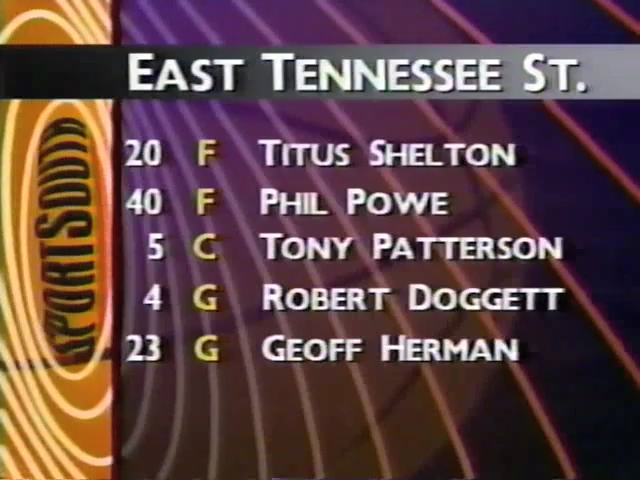 EAST TENNESSEE ST.
20 F TITUS SHELTON
40 F PHIL POWE
5 C TONY PATTERSON
4 G ROBERT DOGGETT
23 G GEOFF HERMAN
SPORTSOUTH